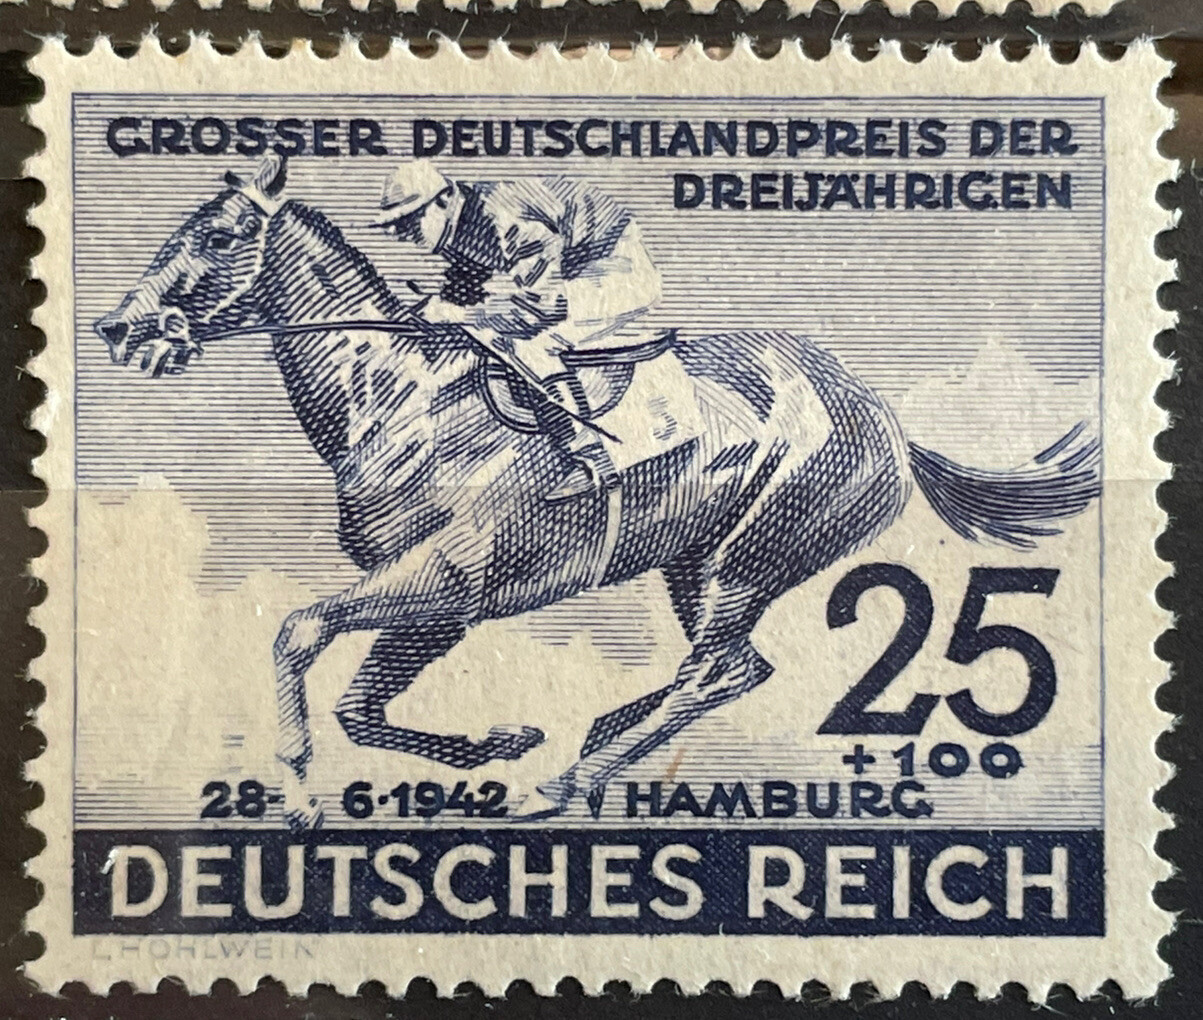 GROSSER DEUTSCHLANDPREIS DER
DREIJÄHRIGEN
25
+100
28·6·1942 HAMBURG
DEUTSCHES REICH
L.HOHLWEIN